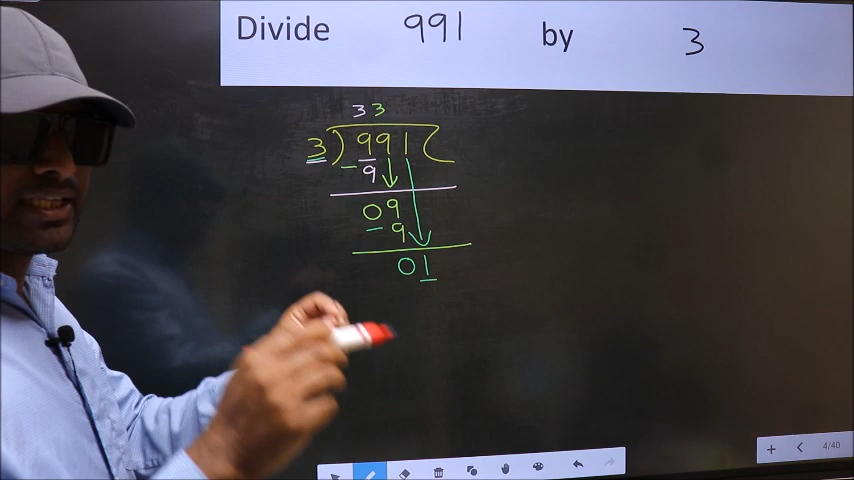 Divide 991 by 3
33
3) 991 (
- 9
09
- 9
01
+ < 4/40